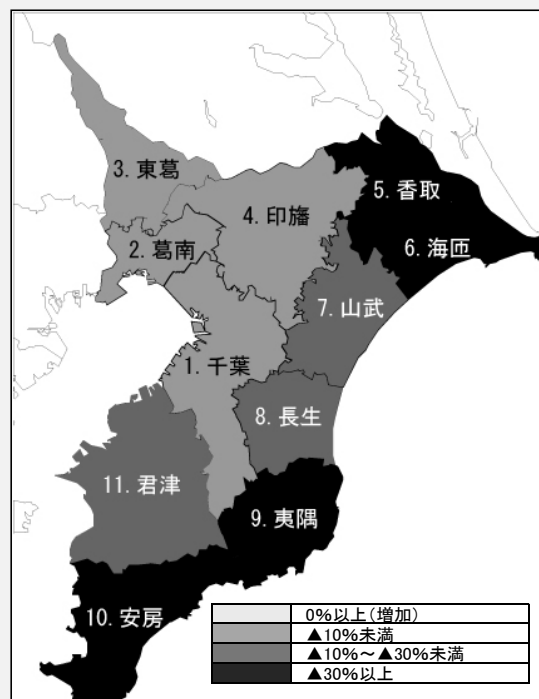 3. 東葛
5. 香取
4. 印旛
2. 葛南
6. 海匝
7. 山武
1. 千葉
8. 長生
11. 君津
9. 夷隅
10. 安房
0%以上(増加)
▲10%未満
▲10%~▲30%未満
▲30%以上